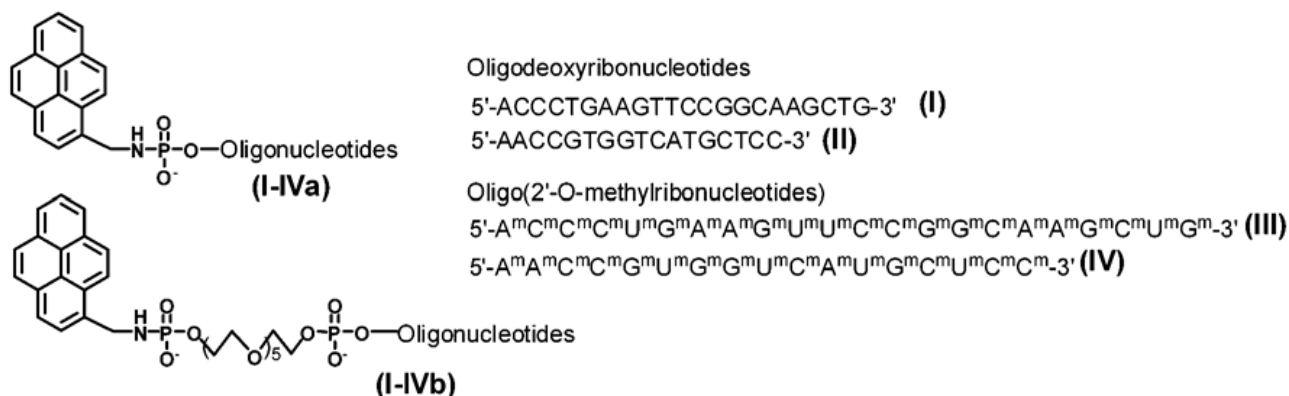 Oligodeoxyribonucleotides
5'-ACCCTGAAGTTCCGGCAAGCTG-3' (I)
5'-AACCGTGGTCATGCTCC-3' (II)
H O
N–P–O–Oligonucleotides
O-
(I-IVa)
Oligo(2'-O-methylribonucleotides)
5'-AᵐCᵐCᵐCᵐUᵐGᵐAᵐAᵐGᵐUᵐUᵐCᵐCᵐGᵐGᵐCᵐAᵐAᵐGᵐCᵐUᵐGᵐ-3' (III)
5'-AᵐAᵐCᵐCᵐGᵐUᵐGᵐGᵐUᵐCᵐAᵐUᵐGᵐCᵐUᵐCᵐCᵐ-3' (IV)
H O O
N–P–O ( O )5 O–P–O–Oligonucleotides
O- O-
(I-IVb)